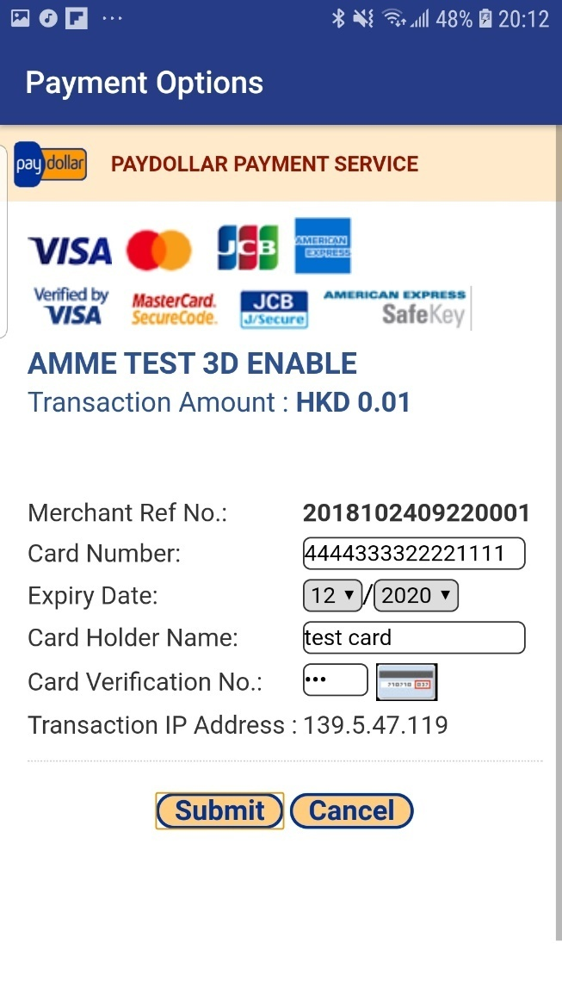 48% 20:12
Payment Options
pay dollar PAYDOLLAR PAYMENT SERVICE
VISA JCB AMERICAN EXPRESS
Verified by VISA MasterCard. SecureCode. JCB J/Secure AMERICAN EXPRESS SafeKey
AMME TEST 3D ENABLE
Transaction Amount : HKD 0.01
Merchant Ref No.: 2018102409220001
Card Number: 4444333322221111
Expiry Date: 12 / 2020
Card Holder Name: test card
Card Verification No.: •••
Transaction IP Address : 139.5.47.119
Submit Cancel